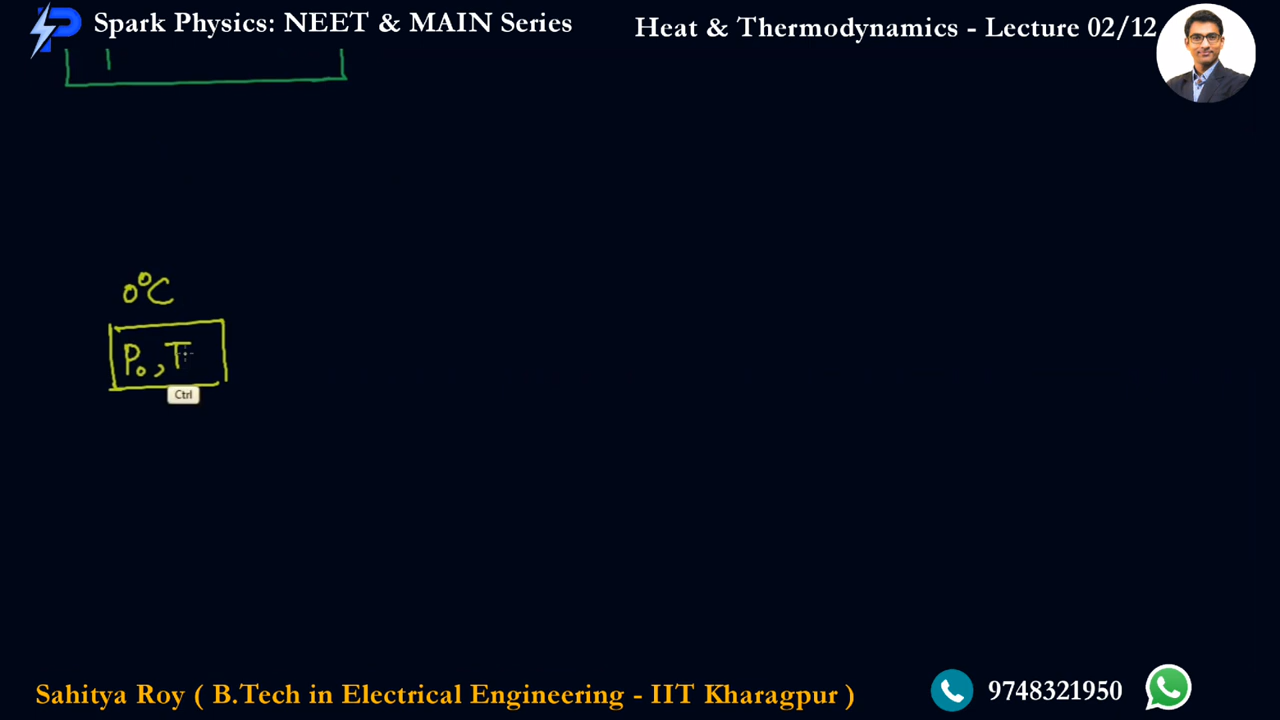 Spark Physics: NEET & MAIN Series
Heat & Thermodynamics - Lecture 02/12
0°C
P₀, T
Ctrl
Sahitya Roy ( B.Tech in Electrical Engineering - IIT Kharagpur )
9748321950